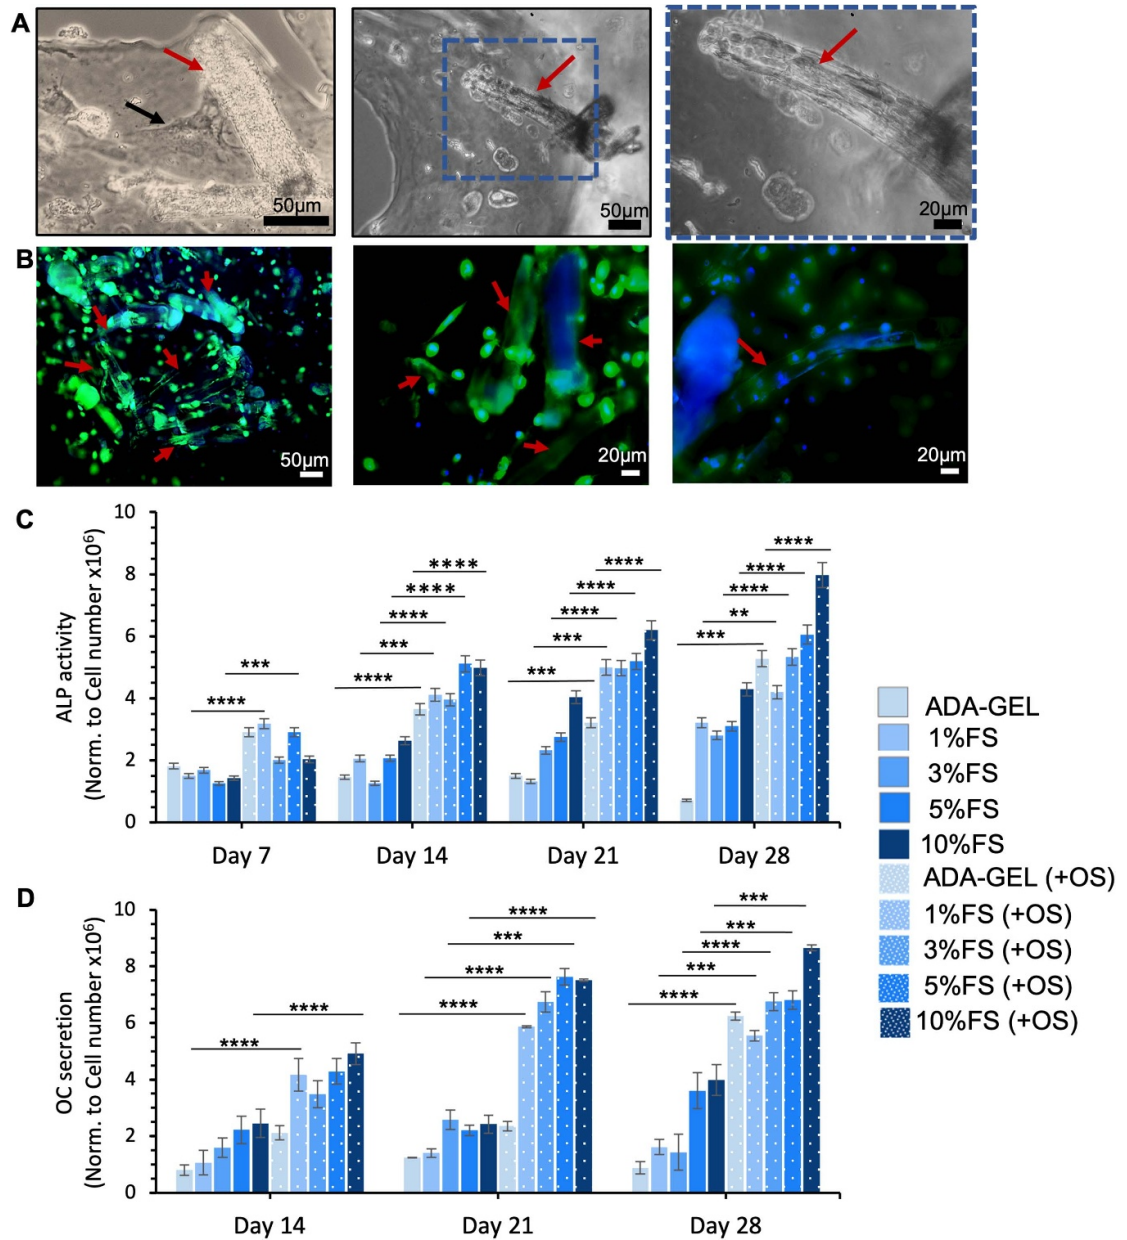 A
50µm
50µm
20µm
B
50µm
20µm
20µm
C
ALP activity
(Norm. to Cell number x10⁶)
10
8
6
4
2
0
****
***
****
***
****
****
****
***
***
****
****
****
***
**
****
****
****
Day 7
Day 14
Day 21
Day 28
D
OC secretion
(Norm. to Cell number x10⁶)
10
8
6
4
2
0
****
****
****
****
***
****
****
***
****
***
***
Day 14
Day 21
Day 28
ADA-GEL
1%FS
3%FS
5%FS
10%FS
ADA-GEL (+OS)
1%FS (+OS)
3%FS (+OS)
5%FS (+OS)
10%FS (+OS)